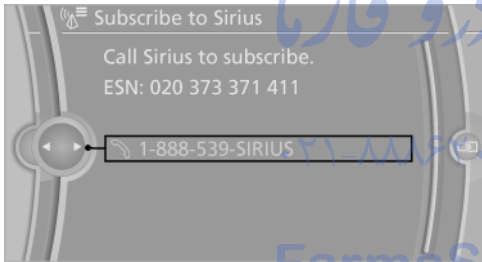 Subscribe to Sirius
Call Sirius to subscribe.
ESN: 020 373 371 411
1-888-539-SIRIUS